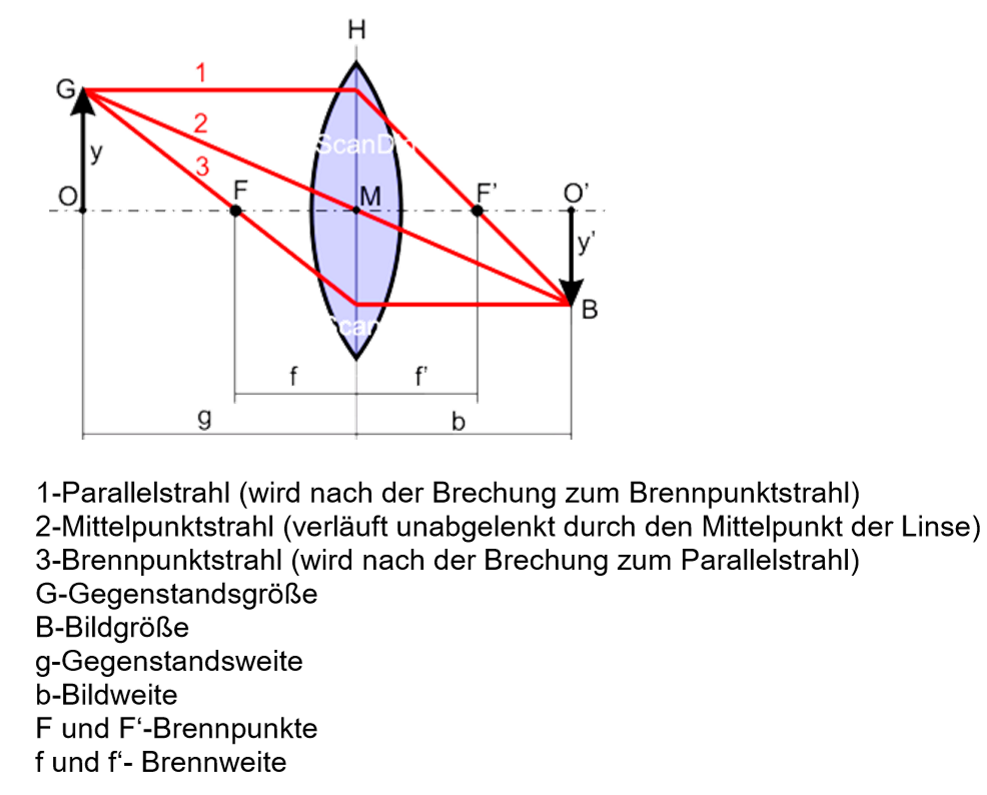 H
G
1
2
3
y
ScanD
O
F
M
F'
O'
y'
B
Scan
f
f'
g
b
1-Parallelstrahl (wird nach der Brechung zum Brennpunktstrahl)
2-Mittelpunktstrahl (verläuft unabgelenkt durch den Mittelpunkt der Linse)
3-Brennpunktstrahl (wird nach der Brechung zum Parallelstrahl)
G-Gegenstandsgröße
B-Bildgröße
g-Gegenstandsweite
b-Bildweite
F und F‘-Brennpunkte
f und f‘- Brennweite